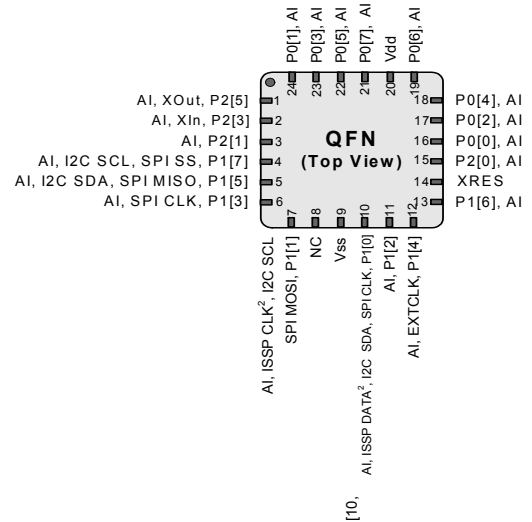 P0[1], AI
P0[3], AI
P0[5], AI
P0[7], AI
Vdd
P0[6], AI
24
23
22
21
20
19
AI, XOut, P2[5]
1
AI, XIn, P2[3]
2
AI, P2[1]
3
AI, I2C SCL, SPI SS, P1[7]
4
AI, I2C SDA, SPI MISO, P1[5]
5
AI, SPI CLK, P1[3]
6
QFN
(Top View)
18
P0[4], AI
17
P0[2], AI
16
P0[0], AI
15
P2[0], AI
14
XRES
13
P1[6], AI
7
8
9
10
11
12
AI, ISSP CLK², I2C SCL
SPI MOSI, P1[1]
NC
Vss
AI, ISSP DATA², I2C SDA, SPI CLK, P1[0]
AI, P1[2]
AI, EXTCLK, P1[4]
[10,